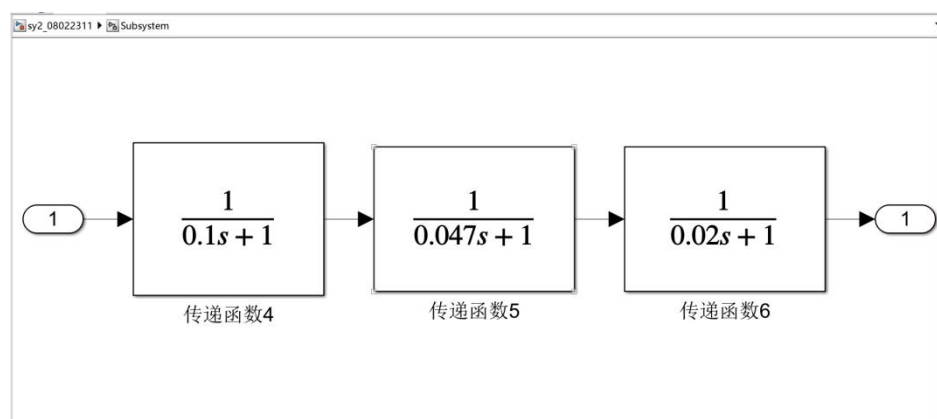 sy2_08022311 Subsystem
1
1
0.1s + 1
传递函数4
1
0.047s + 1
传递函数5
1
0.02s + 1
传递函数6
1